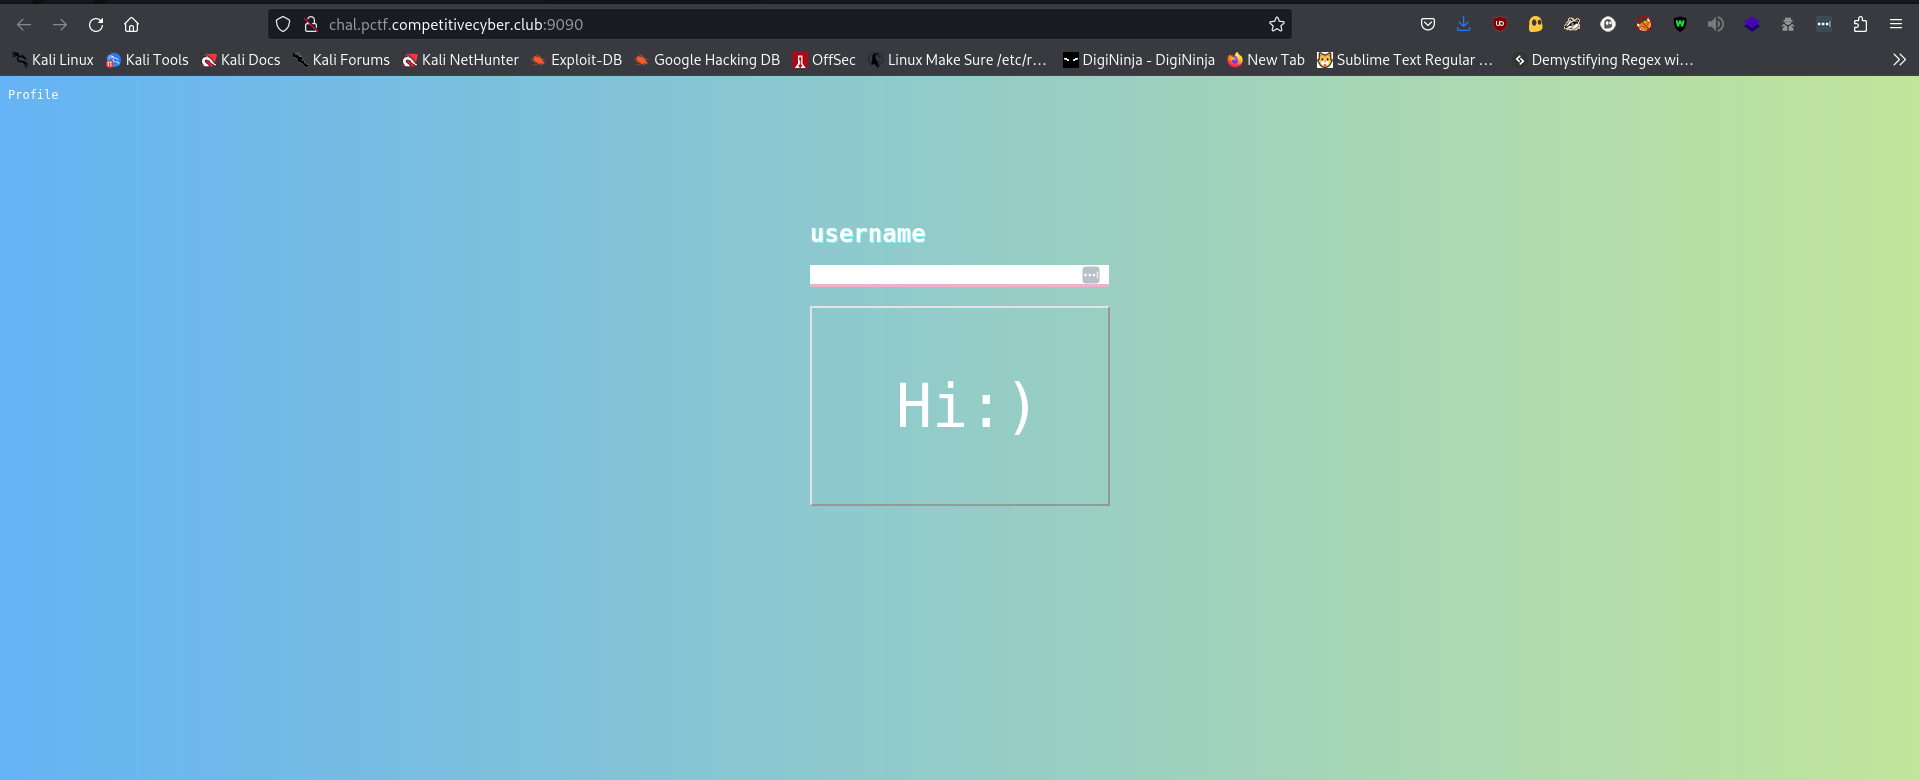 chal.pctf.competitivecyber.club:9090
Kali Linux Kali Tools Kali Docs Kali Forums Kali NetHunter Exploit-DB Google Hacking DB OffSec Linux Make Sure /etc/r… DigiNinja - DigiNinja New Tab Sublime Text Regular … Demystifying Regex wi…
Profile
username
Hi:)